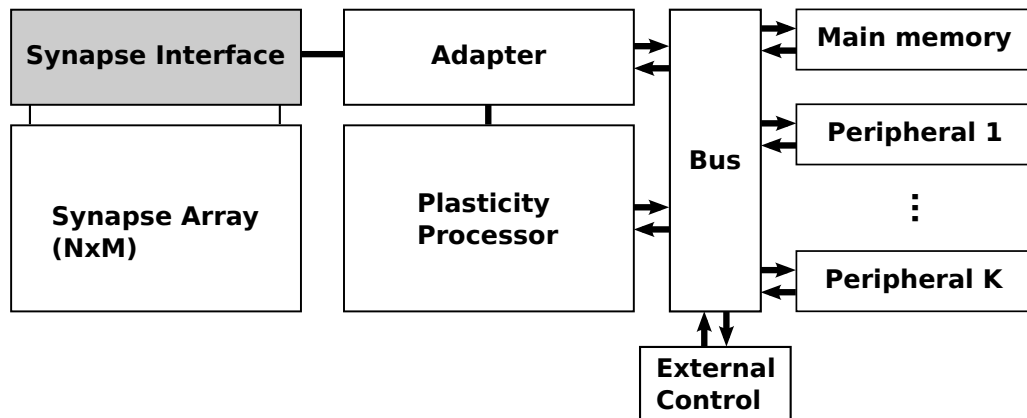 Synapse Interface
Adapter
Main memory
Peripheral 1
Bus
Synapse Array
(NxM)
Plasticity
Processor
⋮
Peripheral K
External
Control